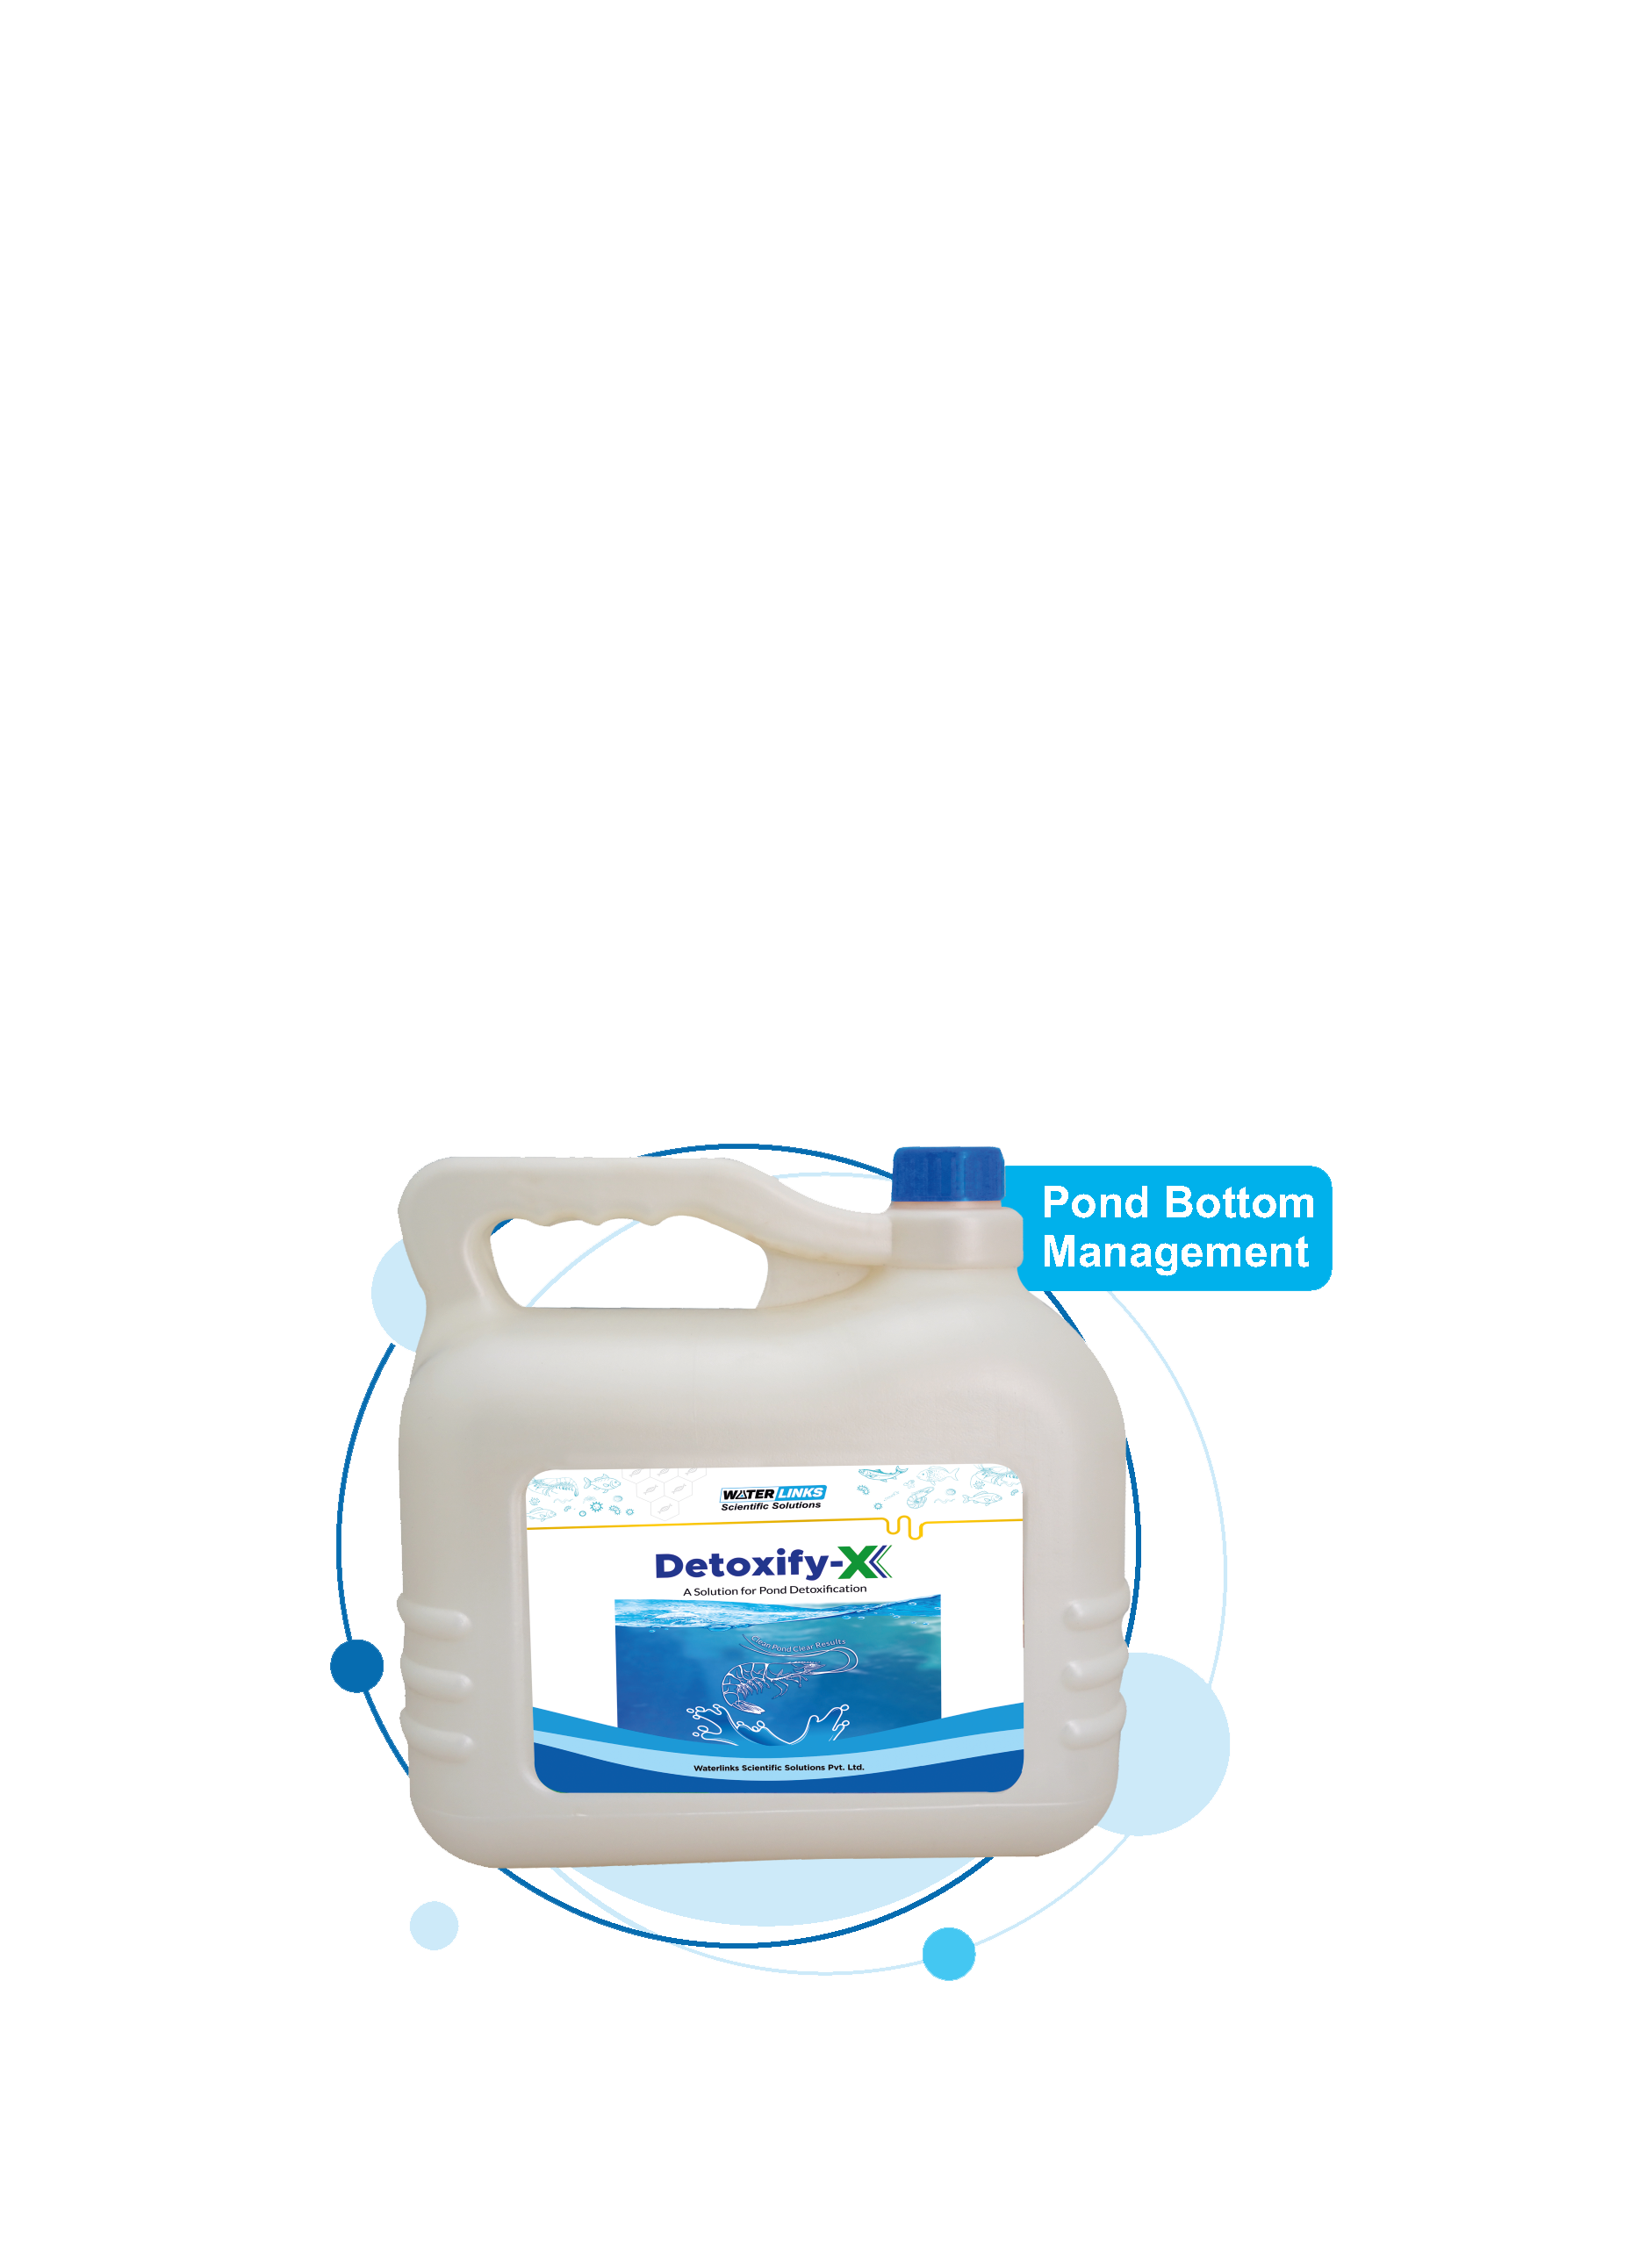 Pond Bottom
Management
WATER LINKS
Scientific Solutions
Detoxify-X
A Solution for Pond Detoxification
Clean Pond Clear Results
Waterlinks Scientific Solutions Pvt. Ltd.